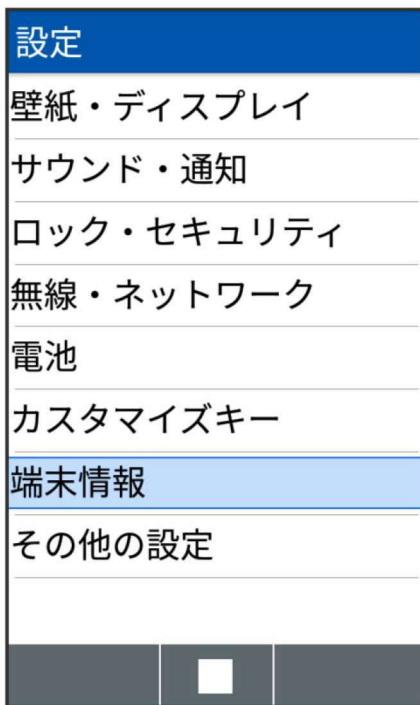 設定
壁紙・ディスプレイ
サウンド・通知
ロック・セキュリティ
無線・ネットワーク
電池
カスタマイズキー
端末情報
その他の設定